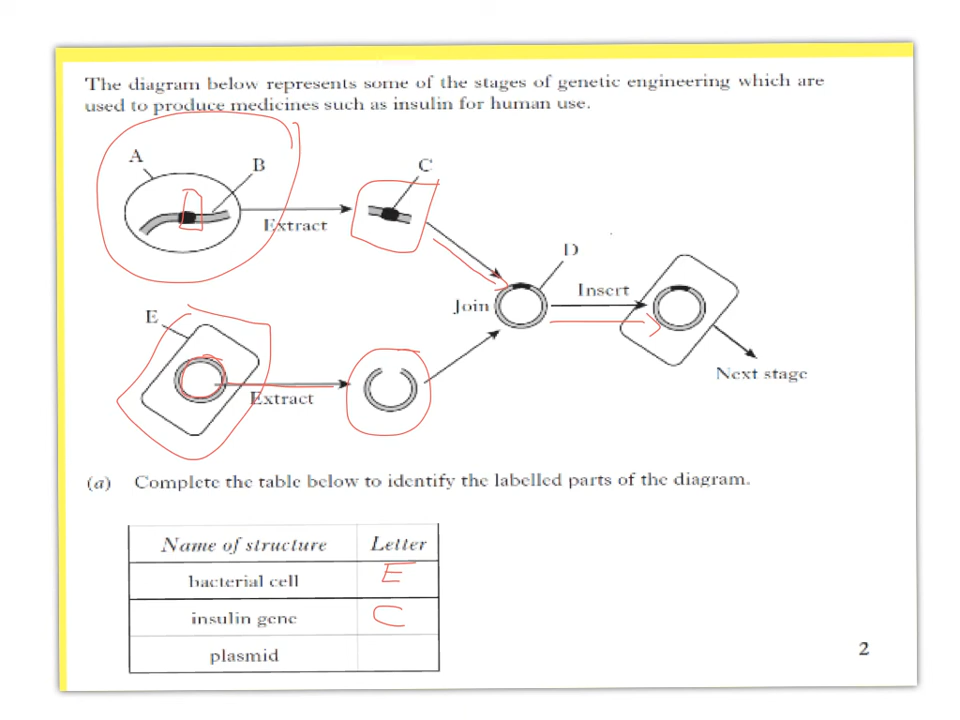 The diagram below represents some of the stages of genetic engineering which are
used to produce medicines such as insulin for human use.
A
B
C
Extract
D
Insert
Join
E
Extract
Next stage
(a) Complete the table below to identify the labelled parts of the diagram.
Name of structure Letter
bacterial cell E
insulin gene C
plasmid
2